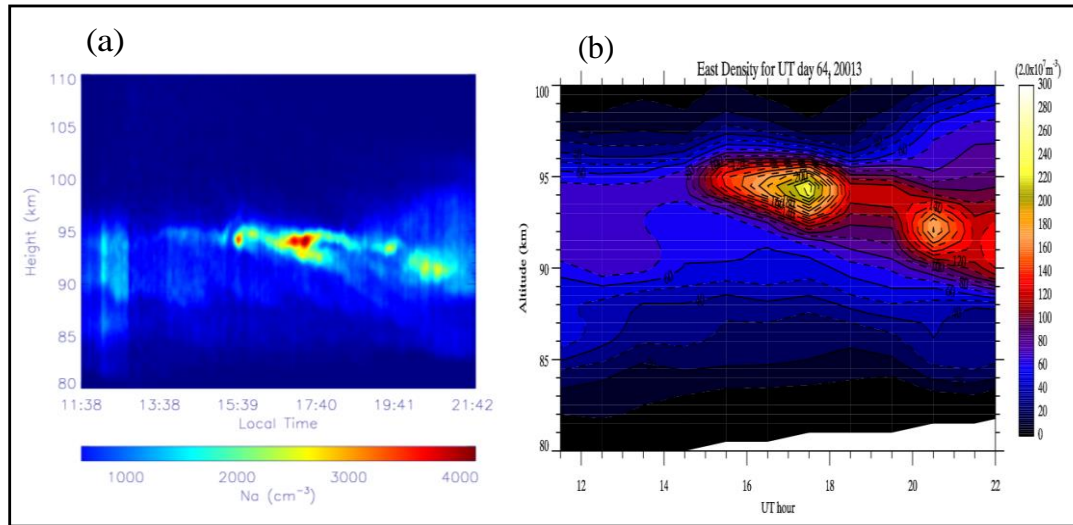 (a)
110
105
100
95
90
85
80
Height (km)
11:38 13:38 15:39 17:40 19:41 21:42
Local Time
1000 2000 3000 4000
Na (cm⁻³)
(b)
East Density for UT day 64, 20013
(2.0x10⁷m⁻³)
100
95
90
85
80
Altitude (km)
12 14 16 18 20 22
UT hour
300
280
260
240
220
200
180
160
140
120
100
80
60
40
20
0
120